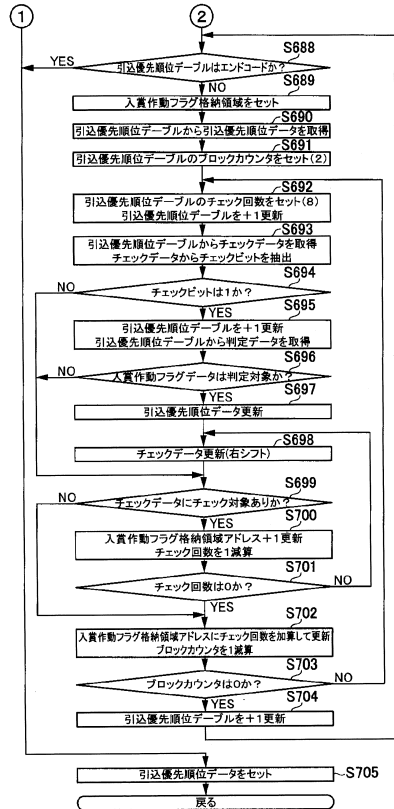 ①
②
S688
YES
引込優先順位テーブルはエンドコードか?
NO
S689
入賞作動フラグ格納領域をセット
S690
引込優先順位テーブルから引込優先順位データを取得
S691
引込優先順位テーブルのブロックカウンタをセット(2)
S692
引込優先順位テーブルのチェック回数をセット(8)
引込優先順位テーブルを+1更新
S693
引込優先順位テーブルからチェックデータを取得
チェックデータからチェックビットを抽出
S694
NO
チェックビットは1か?
YES
S695
引込優先順位テーブルを+1更新
引込優先順位テーブルから判定データを取得
S696
NO
入賞作動フラグデータは判定対象か?
YES
S697
引込優先順位データ更新
S698
チェックデータ更新(右シフト)
S699
NO
チェックデータにチェック対象ありか?
YES
S700
入賞作動フラグ格納領域アドレス+1更新
チェック回数を1減算
S701
チェック回数は0か?
NO
YES
S702
入賞作動フラグ格納領域アドレスにチェック回数を加算して更新
ブロックカウンタを1減算
S703
ブロックカウンタは0か?
NO
YES
S704
引込優先順位テーブルを+1更新
引込優先順位データをセット
S705
戻る